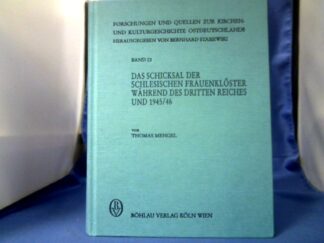 FORSCHUNGEN UND QUELLEN ZUR KIRCHEN-
UND KULTURGESCHICHTE OSTDEUTSCHLANDS
HERAUSGEGEBEN VON BERNHARD STASIEWSKI
BAND 23
DAS SCHICKSAL DER
SCHLESISCHEN FRAUENKLÖSTER
WÄHREND DES DRITTEN REICHES
UND 1945/46
VON
THOMAS MENGEL
BÖHLAU VERLAG KÖLN WIEN